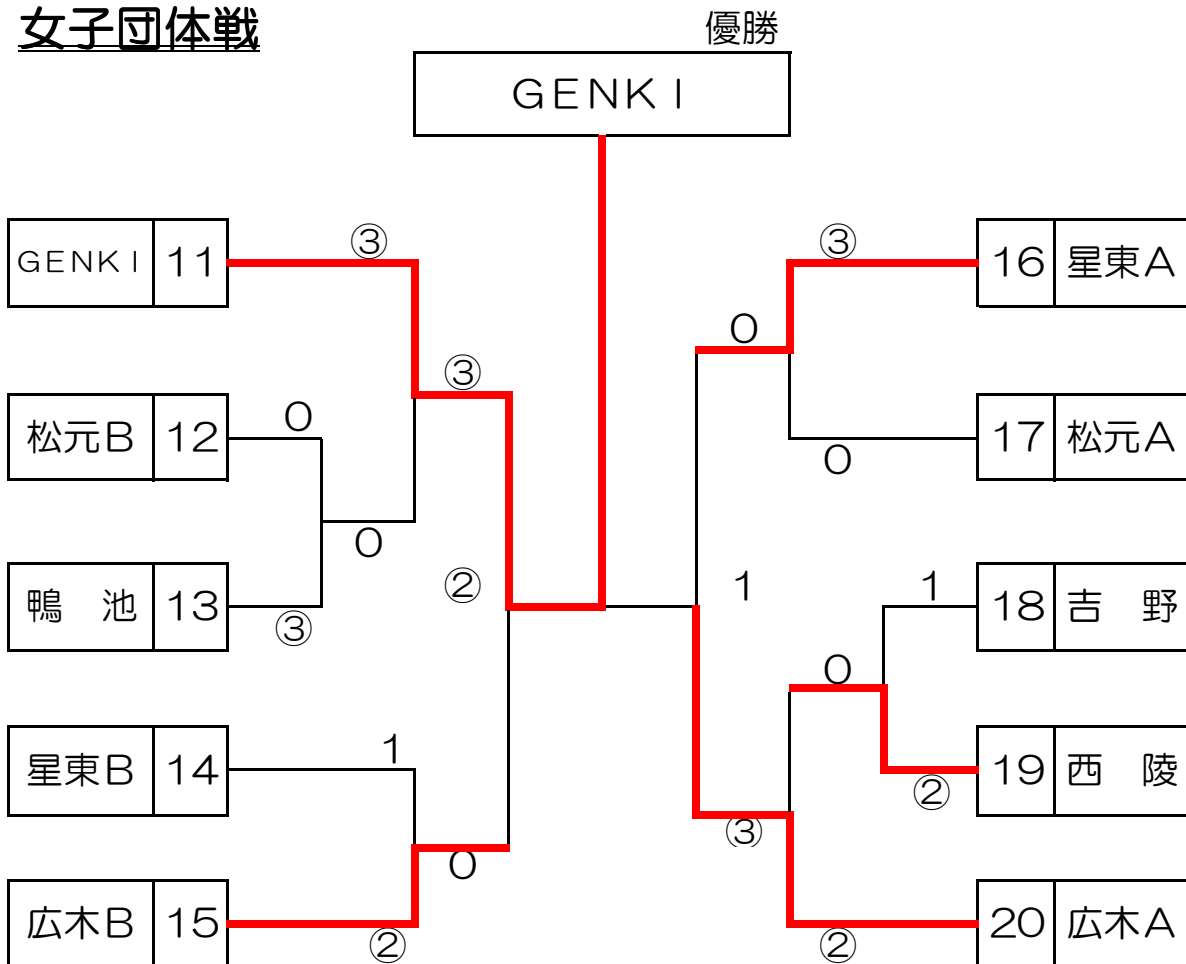 女子団体戦
優勝
GENKI
GENKI 11
③
③
16 星東A
0
③
松元B 12
0
17 松元A
0
0
鴨 池 13
③
②
1
1
18 吉 野
0
星東B 14
1
19 西 陵
②
③
0
広木B 15
②
②
20 広木A